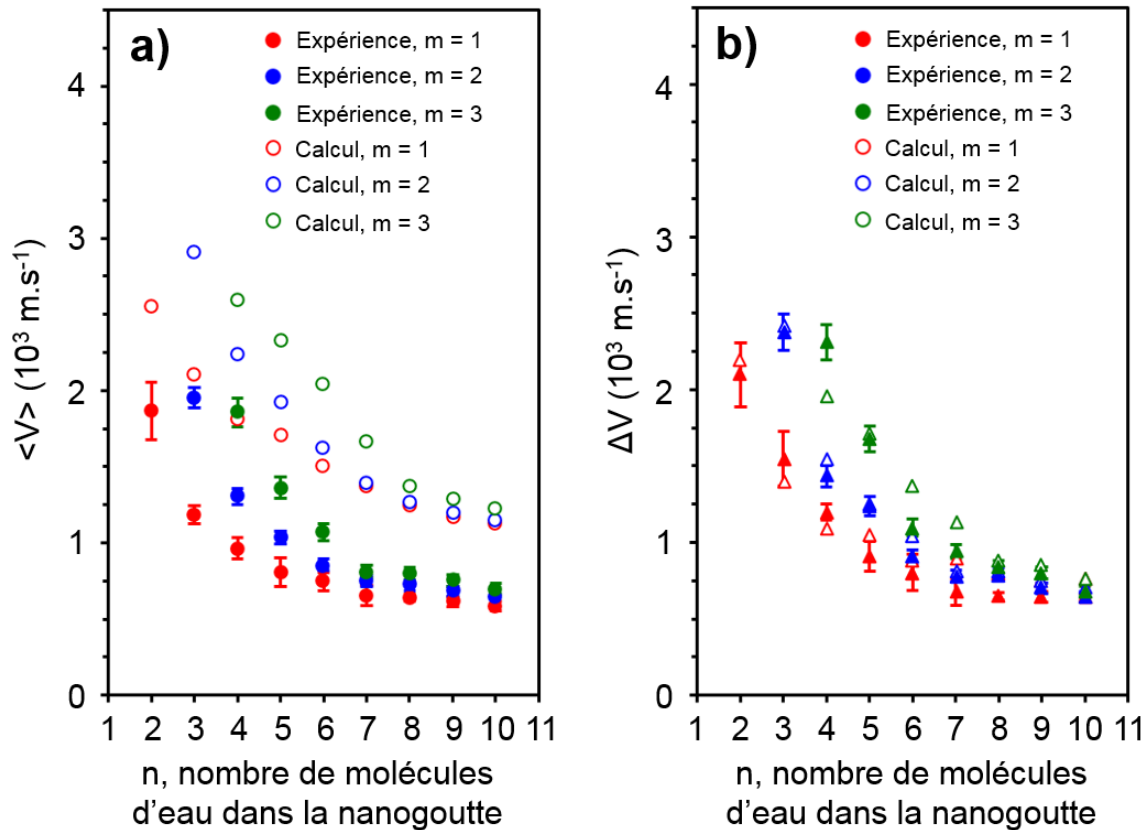 a)
Expérience, m = 1
Expérience, m = 2
Expérience, m = 3
Calcul, m = 1
Calcul, m = 2
Calcul, m = 3
<V> (10³ m.s⁻¹)
4
3
2
1
0
1 2 3 4 5 6 7 8 9 10 11
n, nombre de molécules
d'eau dans la nanogoutte
b)
Expérience, m = 1
Expérience, m = 2
Expérience, m = 3
Calcul, m = 1
Calcul, m = 2
Calcul, m = 3
ΔV (10³ m.s⁻¹)
4
3
2
1
0
1 2 3 4 5 6 7 8 9 10 11
n, nombre de molécules
d'eau dans la nanogoutte